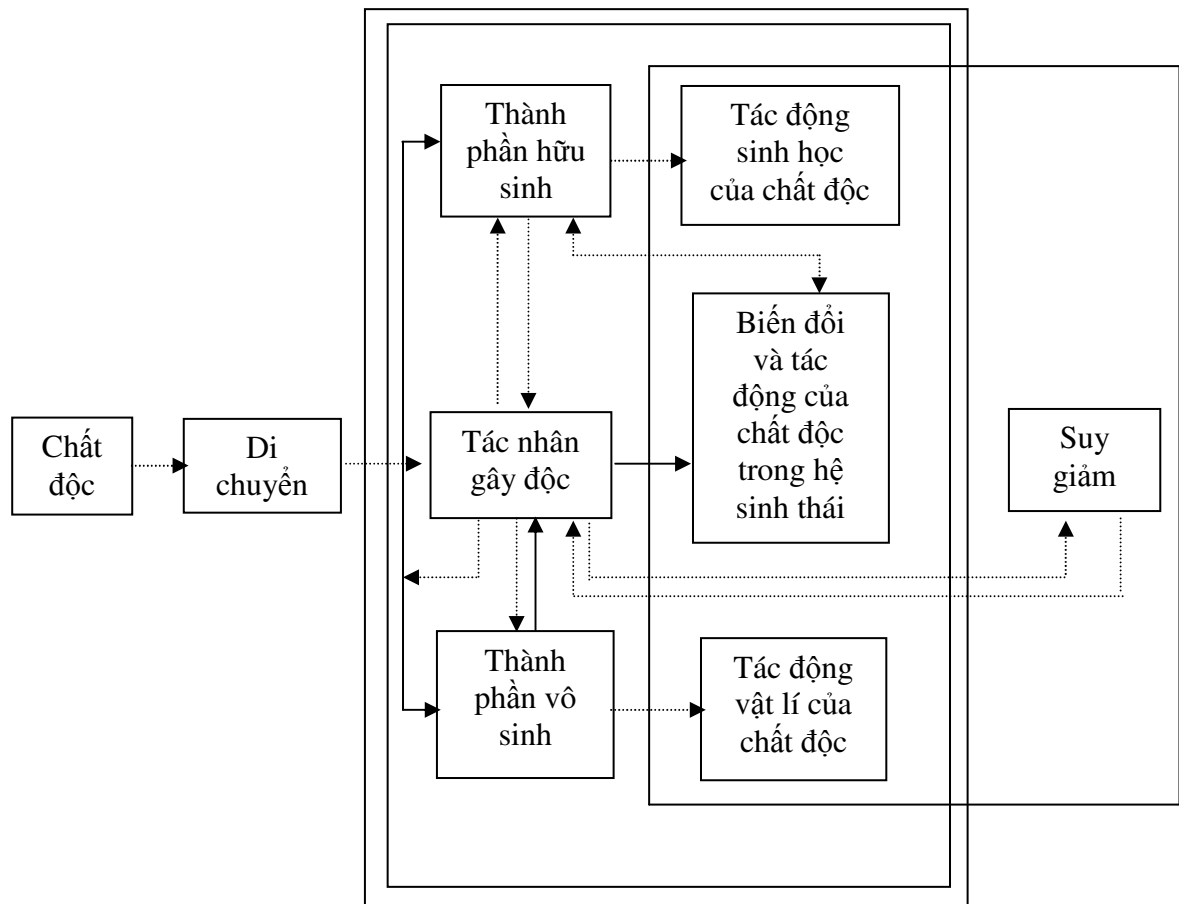 Thành
phần hữu
sinh
Tác động
sinh học
của chất độc
Biến đổi
và tác
động của
chất độc
trong hệ
sinh thái
Chất
độc
Di
chuyển
Tác nhân
gây độc
Suy
giảm
Thành
phần vô
sinh
Tác động
vật lí của
chất độc